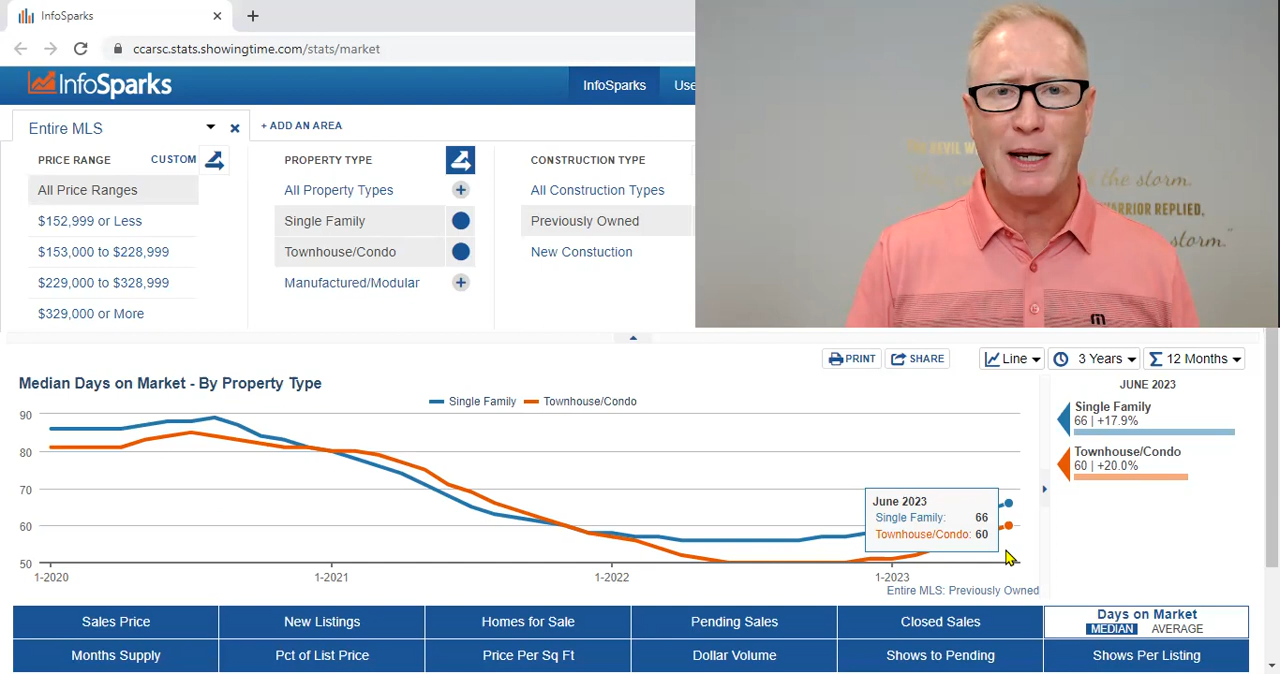 InfoSparks
ccarsc.stats.showingtime.com/stats/market
InfoSparks
InfoSparks
Use
Entire MLS
+ ADD AN AREA
PRICE RANGE
CUSTOM
All Price Ranges
$152,999 or Less
$153,000 to $228,999
$229,000 to $328,999
$329,000 or More
PROPERTY TYPE
All Property Types
Single Family
Townhouse/Condo
Manufactured/Modular
CONSTRUCTION TYPE
All Construction Types
Previously Owned
New Constuction
the storm.
WARRIOR REPLIED,
storm."
PRINT
SHARE
Line
3 Years
Σ 12 Months
Median Days on Market - By Property Type
Single Family
Townhouse/Condo
90
80
70
60
50
1-2020
1-2021
1-2022
1-2023
June 2023
Single Family: 66
Townhouse/Condo: 60
Entire MLS: Previously Owned
JUNE 2023
Single Family
66 | +17.9%
Townhouse/Condo
60 | +20.0%
Sales Price
New Listings
Homes for Sale
Pending Sales
Closed Sales
Days on Market
MEDIAN AVERAGE
Months Supply
Pct of List Price
Price Per Sq Ft
Dollar Volume
Shows to Pending
Shows Per Listing